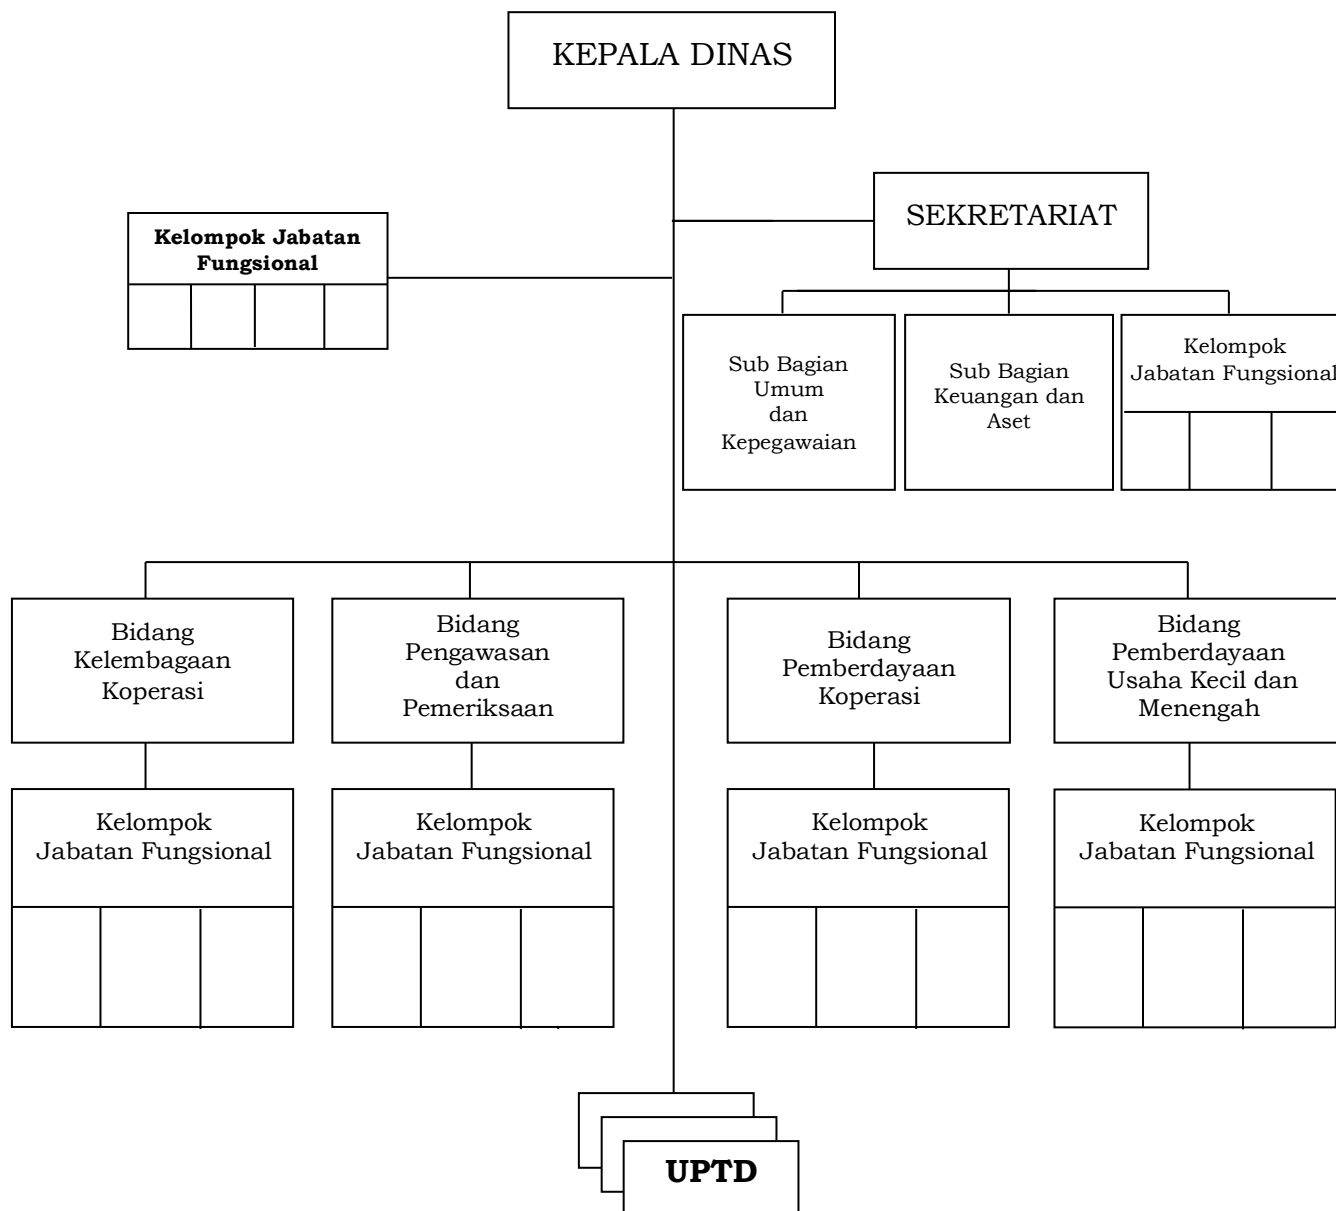 KEPALA DINAS
SEKRETARIAT
Kelompok Jabatan
Fungsional
Sub Bagian
Umum
dan
Kepegawaian
Sub Bagian
Keuangan dan
Aset
Kelompok
Jabatan Fungsional
Bidang
Kelembagaan
Koperasi
Bidang
Pengawasan
dan
Pemeriksaan
Bidang
Pemberdayaan
Koperasi
Bidang
Pemberdayaan
Usaha Kecil dan
Menengah
Kelompok
Jabatan Fungsional
Kelompok
Jabatan Fungsional
Kelompok
Jabatan Fungsional
Kelompok
Jabatan Fungsional
UPTD